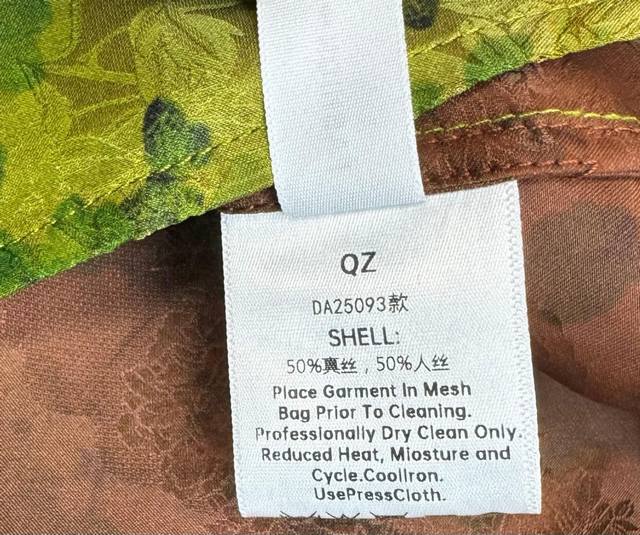 QZ
DA25093款
SHELL:
50%真丝，50%人丝
Place Garment In Mesh
Bag Prior To Cleaning.
Professionally Dry Clean Only.
Reduced Heat, Miosture and
Cycle.CoolIron.
UsePressCloth.